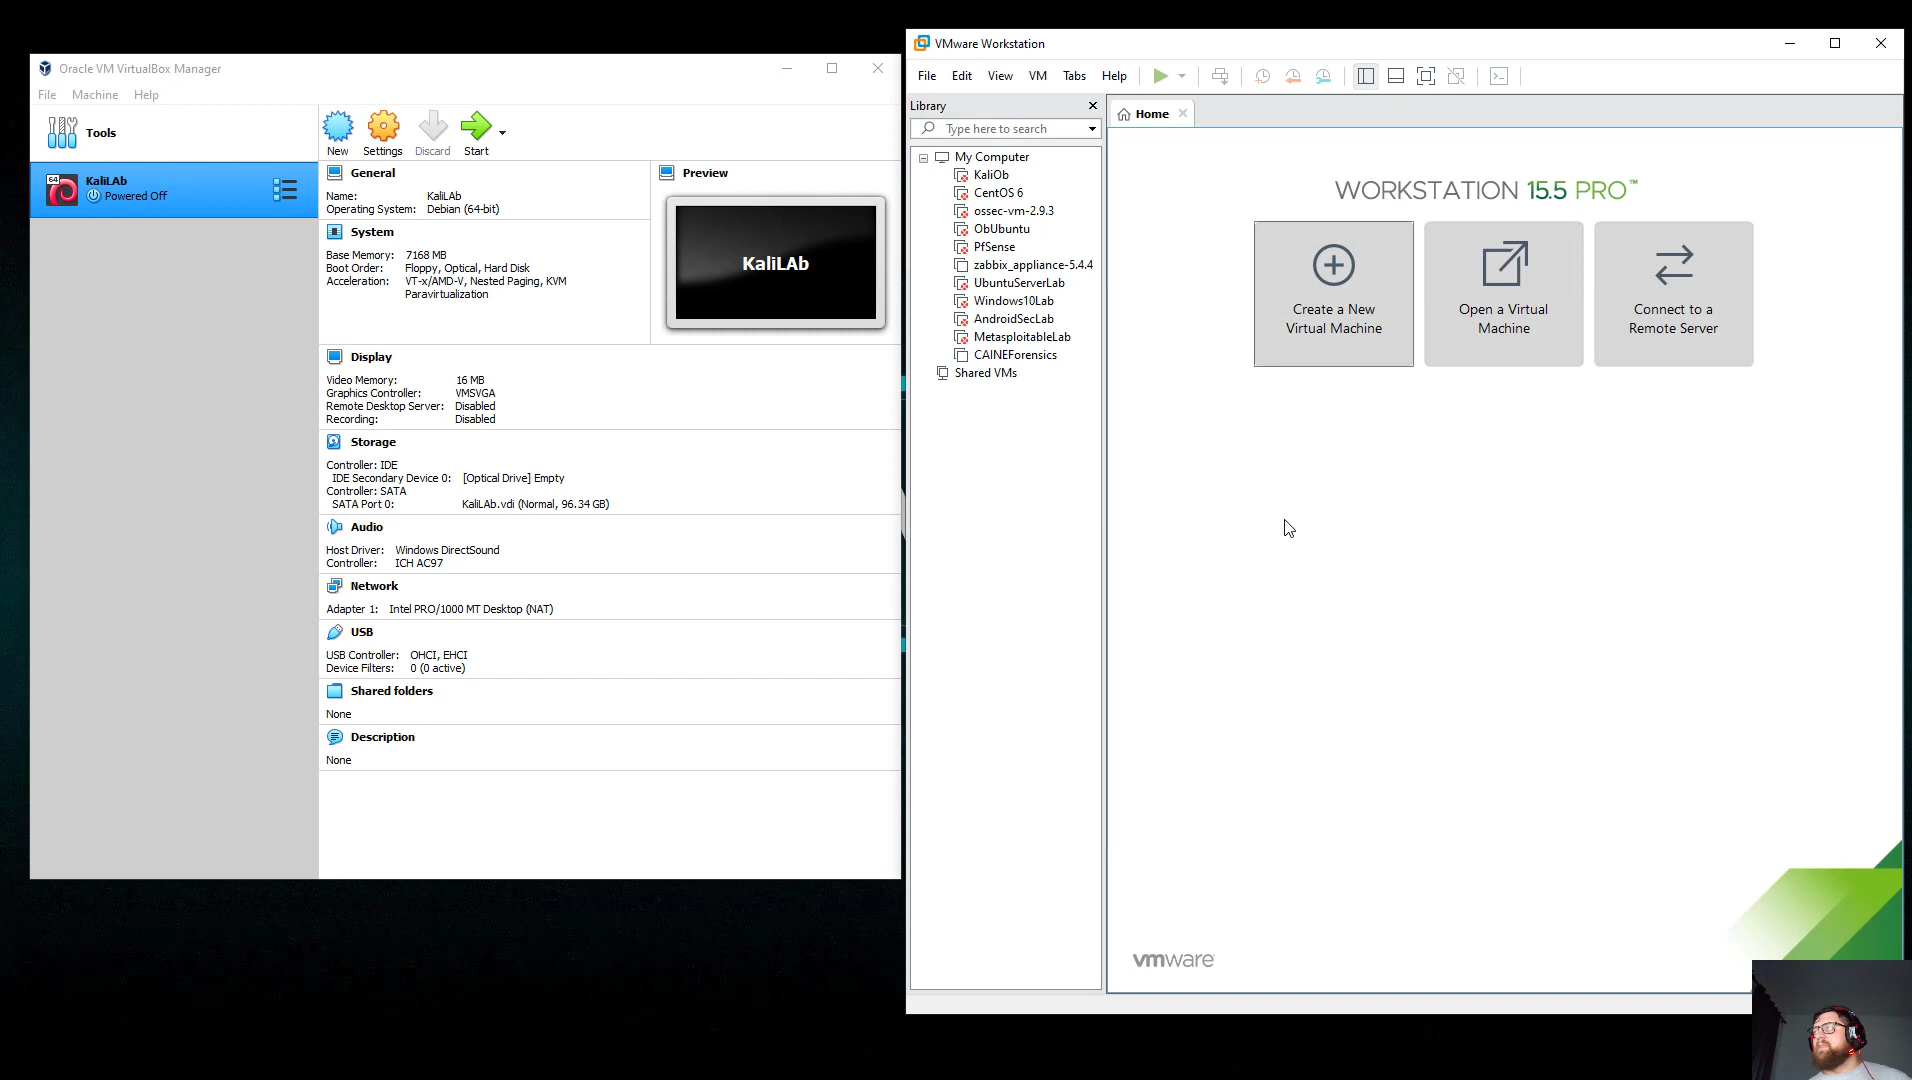 Oracle VM VirtualBox Manager
File Machine Help
Tools
New Settings Discard Start
64
KaliLAb
Powered Off
General
Name: KaliLAb
Operating System: Debian (64-bit)
System
Base Memory: 7168 MB
Boot Order: Floppy, Optical, Hard Disk
Acceleration: VT-x/AMD-V, Nested Paging, KVM
Paravirtualization
Preview
KaliLAb
Display
Video Memory: 16 MB
Graphics Controller: VMSVGA
Remote Desktop Server: Disabled
Recording: Disabled
Storage
Controller: IDE
IDE Secondary Device 0: [Optical Drive] Empty
Controller: SATA
SATA Port 0: KaliLAb.vdi (Normal, 96.34 GB)
Audio
Host Driver: Windows DirectSound
Controller: ICH AC97
Network
Adapter 1: Intel PRO/1000 MT Desktop (NAT)
USB
USB Controller: OHCI, EHCI
Device Filters: 0 (0 active)
Shared folders
None
Description
None
VMware Workstation
File Edit View VM Tabs Help
Library
Type here to search
My Computer
KaliOb
CentOS 6
ossec-vm-2.9.3
ObUbuntu
PfSense
zabbix_appliance-5.4.4
UbuntuServerLab
Windows10Lab
AndroidSecLab
MetasploitableLab
CAINEForensics
Shared VMs
Home
WORKSTATION 15.5 PRO™
Create a New
Virtual Machine
Open a Virtual
Machine
Connect to a
Remote Server
vmware